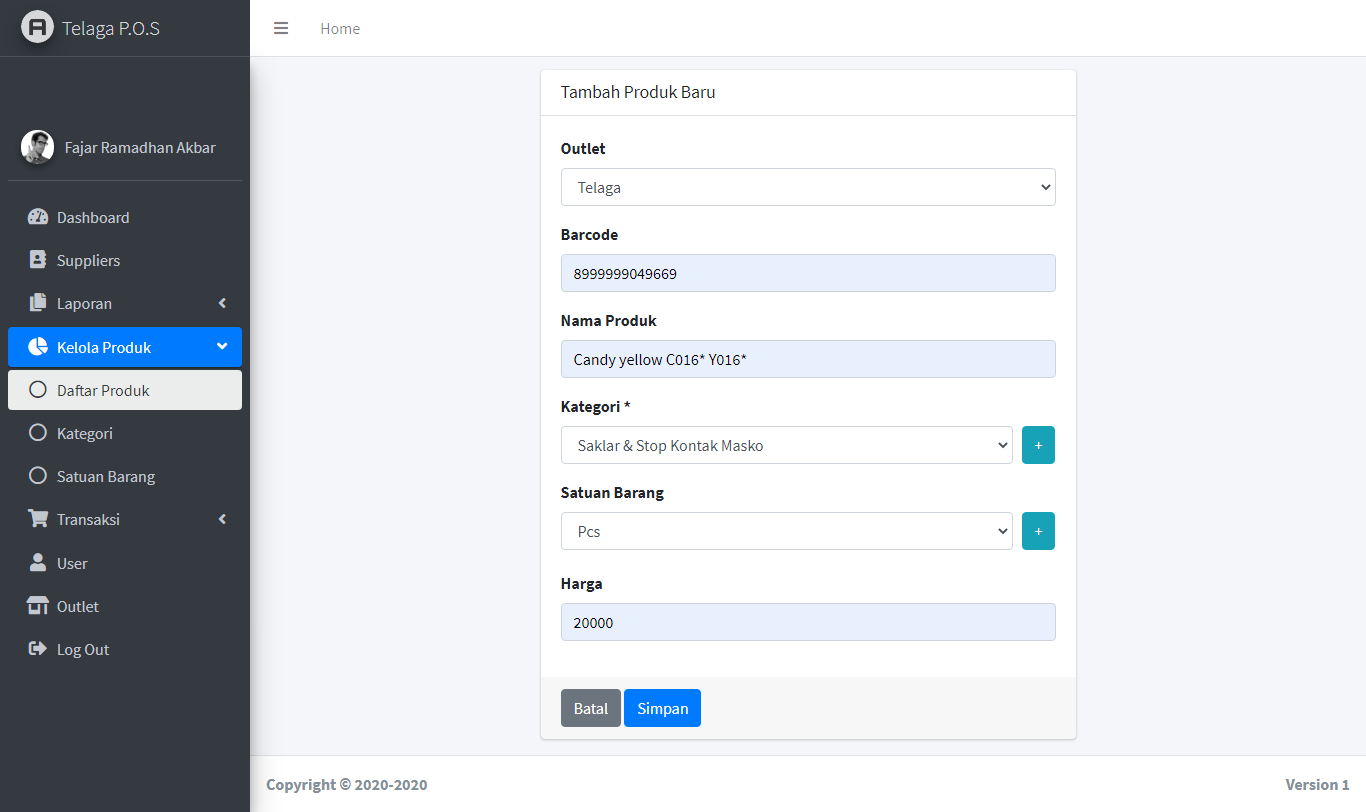 Telaga P.O.S
Home
Fajar Ramadhan Akbar
Dashboard
Suppliers
Laporan
Kelola Produk
Daftar Produk
Kategori
Satuan Barang
Transaksi
User
Outlet
Log Out
Tambah Produk Baru
Outlet
Telaga
Barcode
8999999049669
Nama Produk
Candy yellow C016* Y016*
Kategori *
Saklar & Stop Kontak Masko
+
Satuan Barang
Pcs
+
Harga
20000
Batal Simpan
Copyright © 2020-2020
Version 1